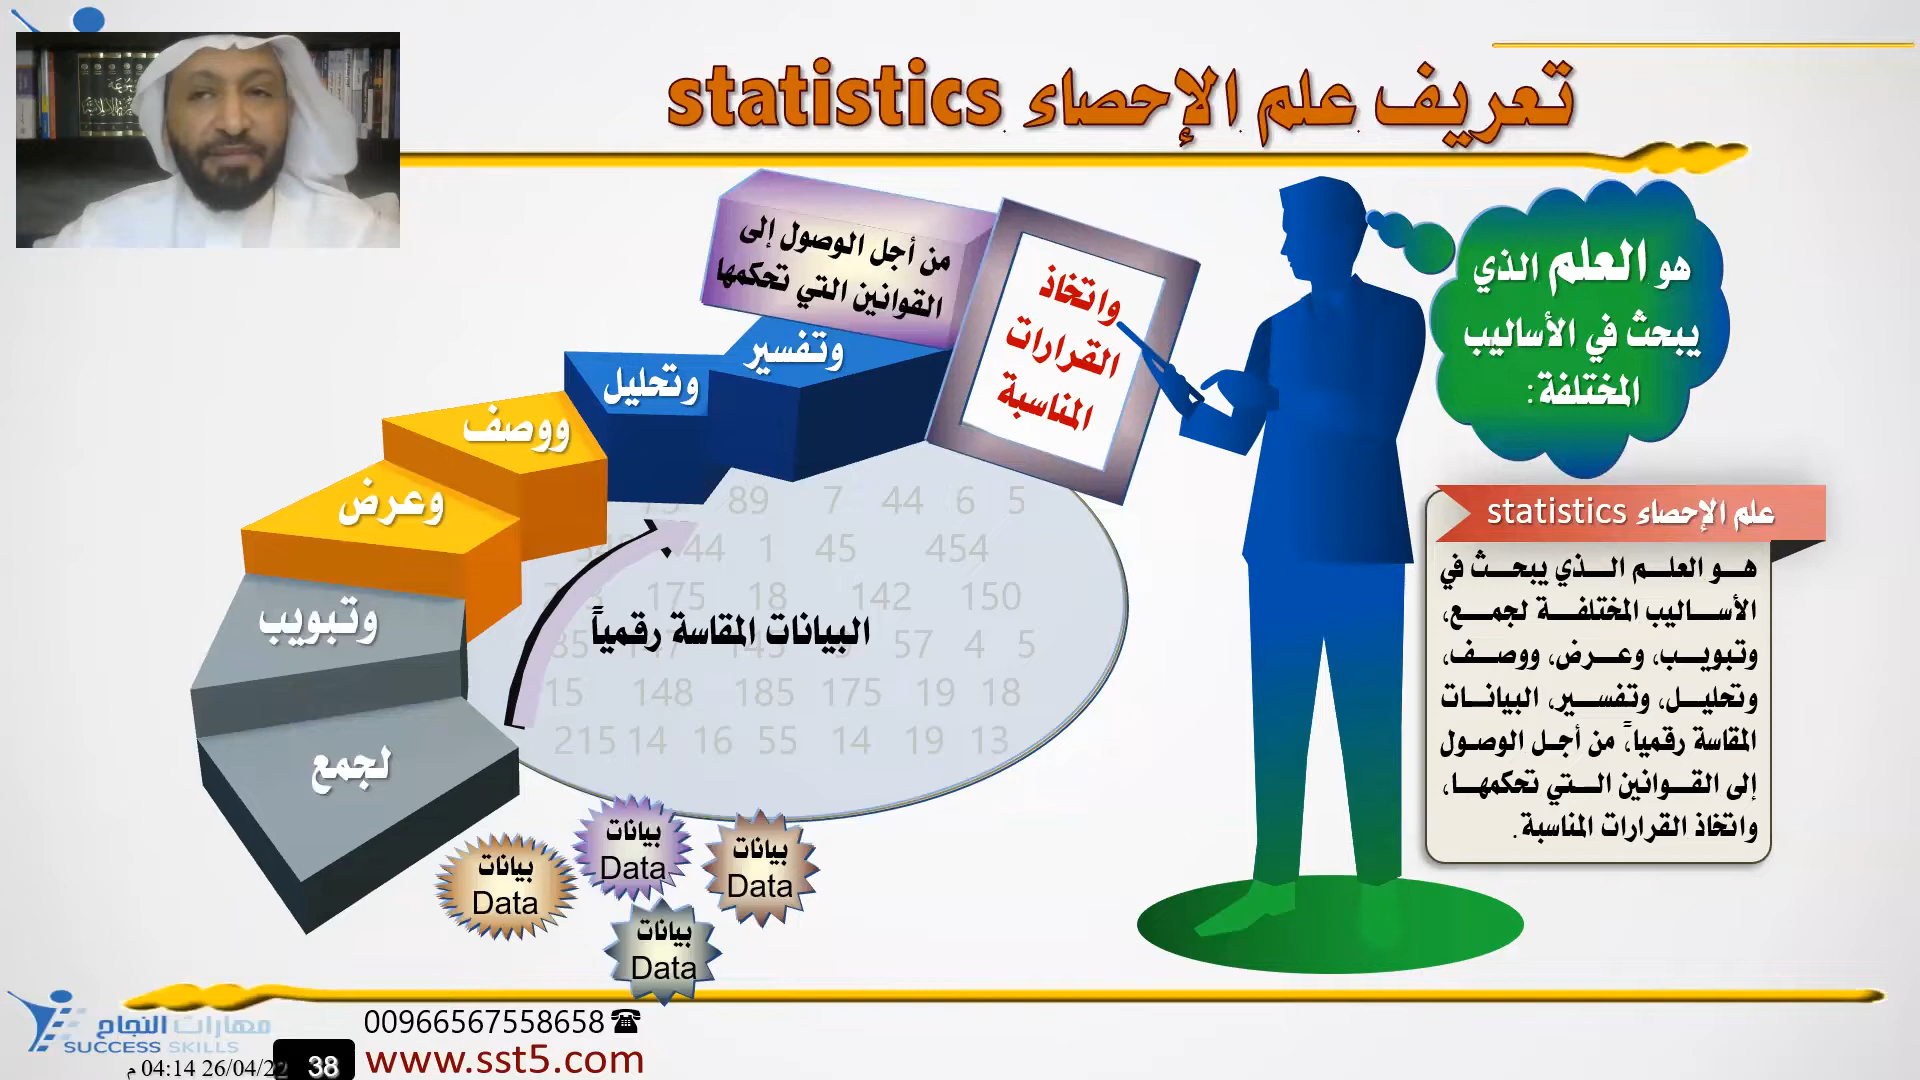 تعريف علم الإحصاء statistics
هو العلم الذي
يبحث في الأساليب
المختلفة:
لجمع
وتبويب
وعرض
ووصف
وتحليل
وتفسير
من أجل الوصول إلى
القوانين التي تحكمها
واتخاذ
القرارات
المناسبة
89 7 44 6 5
44 1 45 454
175 18 142 150
البيانات المقاسة رقمياً
57 4 5
15 148 185 175 19 18
215 14 16 55 14 19 13
بيانات
Data
بيانات
Data
بيانات
Data
بيانات
Data
علم الإحصاء statistics
هو العلم الذي يبحث في
الأساليب المختلفة لجمع،
وتبويب، وعرض، ووصف،
وتحليل، وتفسير، البيانات
المقاسة رقمياً، من أجل الوصول
إلى القوانين التي تحكمها،
واتخاذ القرارات المناسبة.
مهارات النجاح
SUCCESS SKILLS
00966567558658
www.sst5.com
38
26/04/22 04:14 م